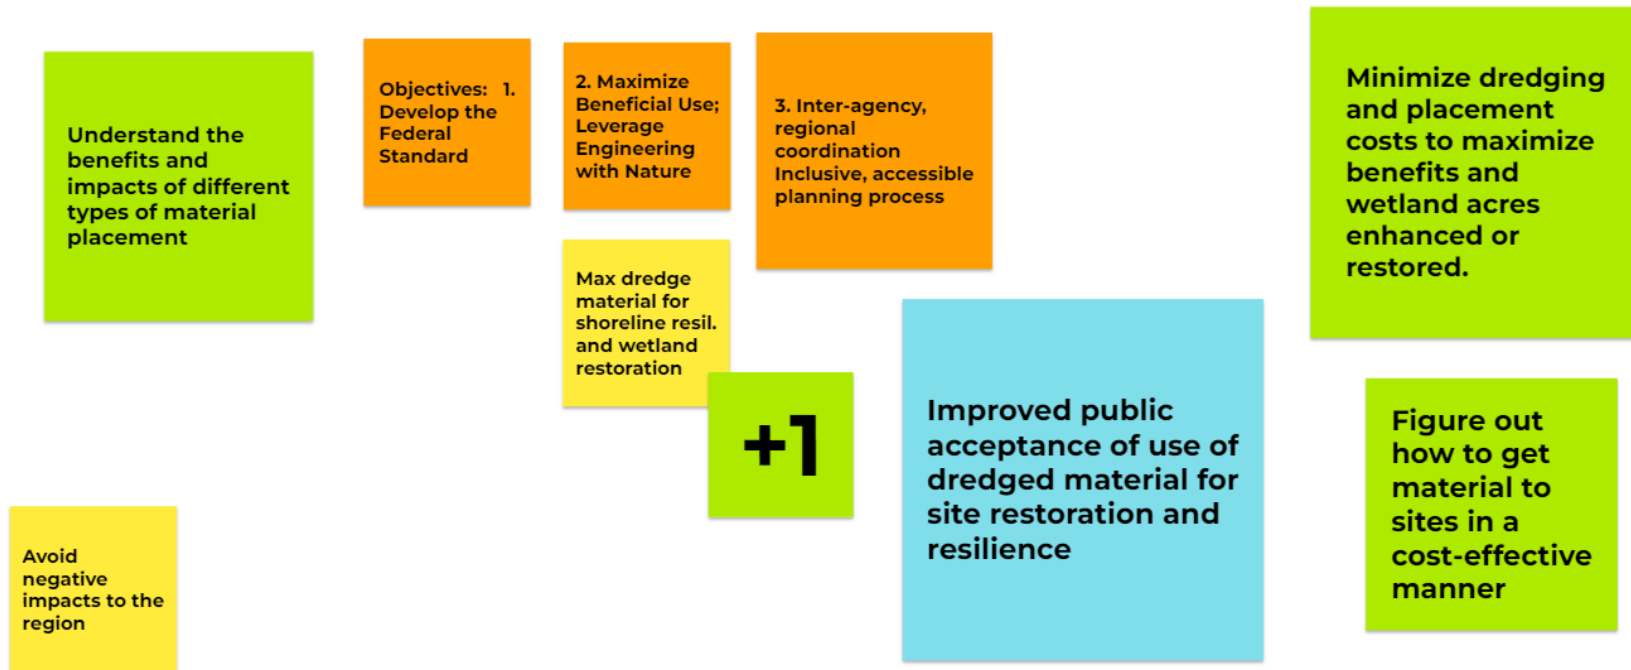 Understand the
benefits and
impacts of different
types of material
placement
Objectives:  1.
Develop the
Federal
Standard
2. Maximize
Beneficial Use;
Leverage
Engineering
with Nature
3. Inter-agency,
regional
coordination
Inclusive, accessible
planning process
Minimize dredging
and placement
costs to maximize
benefits and
wetland acres
enhanced or
restored.
Max dredge
material for
shoreline resil.
and wetland
restoration
+1
Improved public
acceptance of use of
dredged material for
site restoration and
resilience
Figure out
how to get
material to
sites in a
cost-effective
manner
Avoid
negative
impacts to the
region